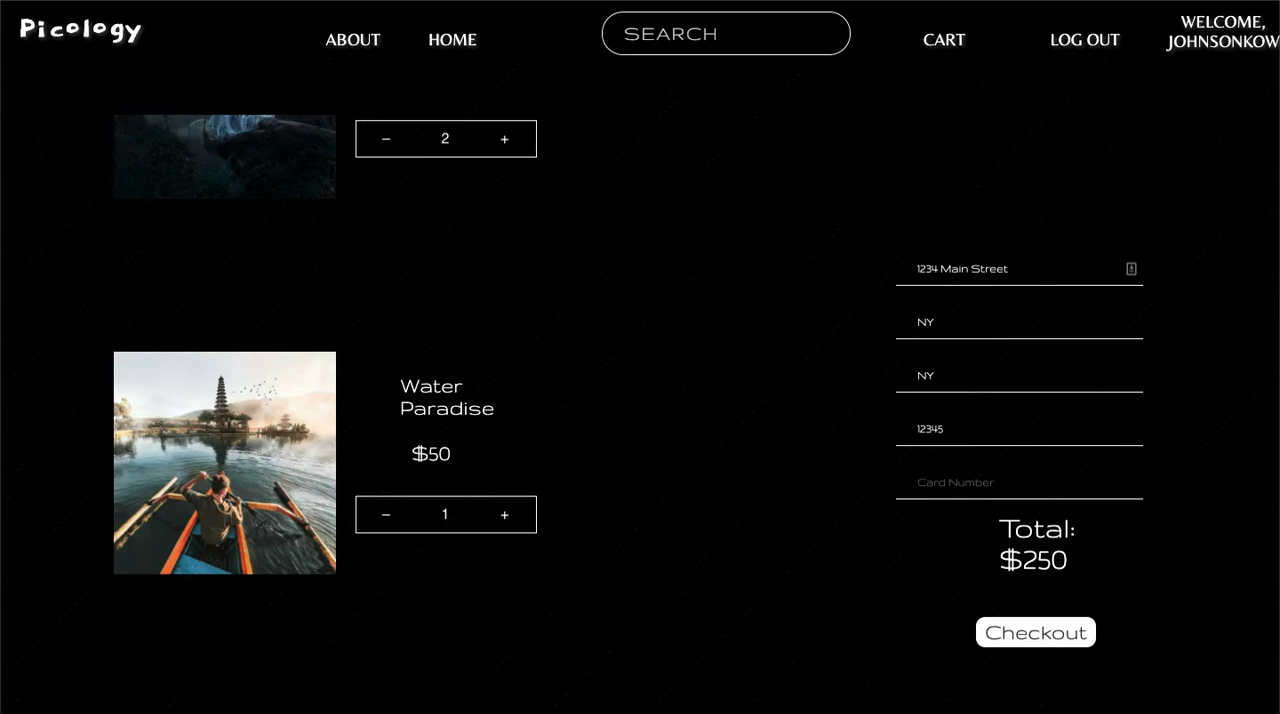 Picology
ABOUT
HOME
SEARCH
CART
LOG OUT
WELCOME,
JOHNSONKOW
− 2 +
1234 Main Street
NY
NY
12345
Card Number
Water
Paradise
$50
− 1 +
Total:
$250
Checkout